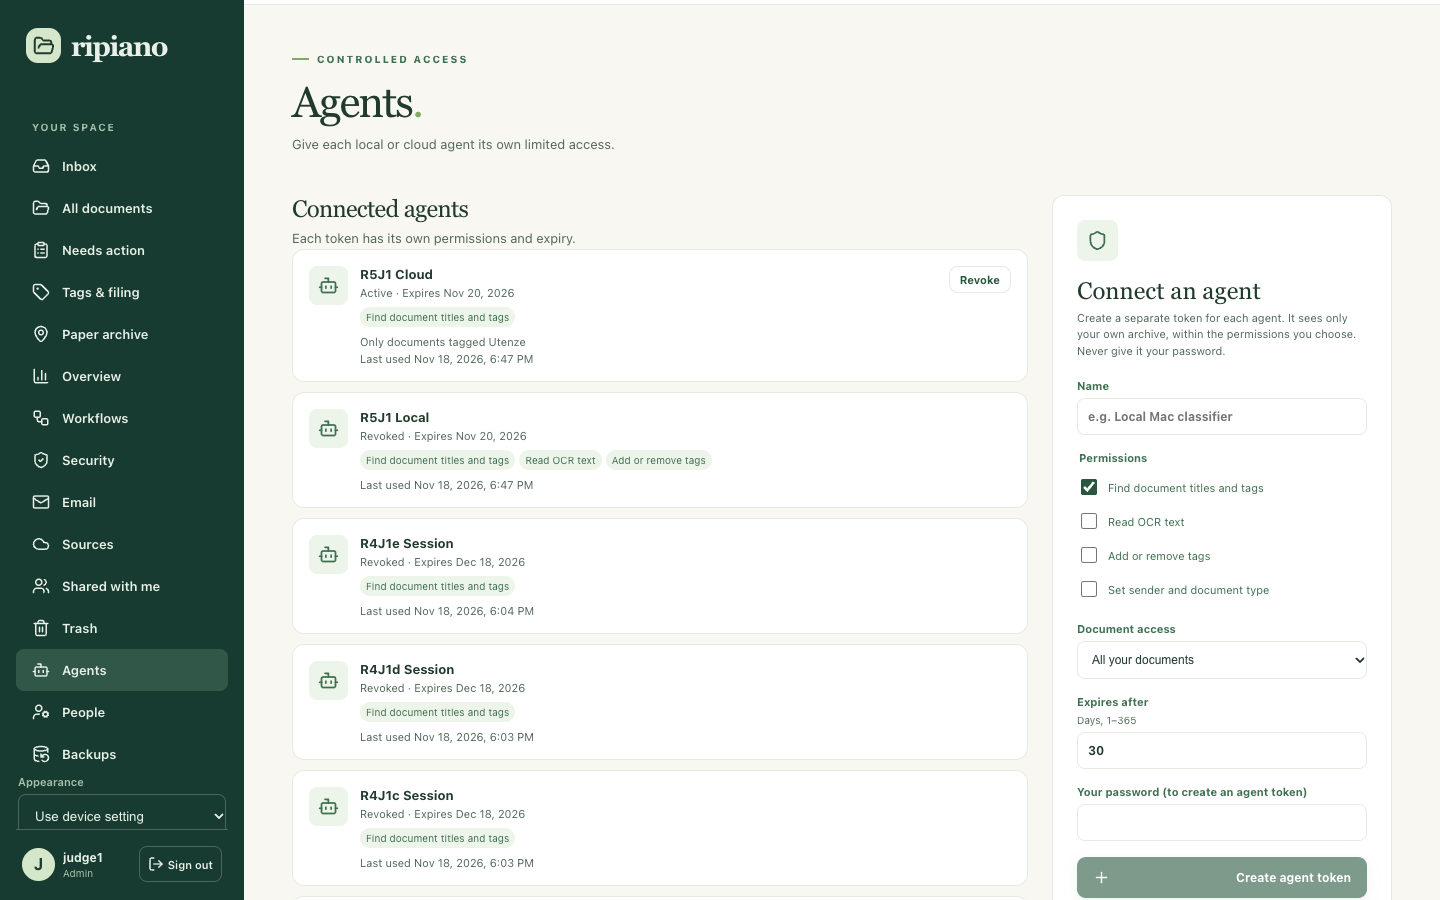 ripiano
YOUR SPACE
Inbox
All documents
Needs action
Tags & filing
Paper archive
Overview
Workflows
Security
Email
Sources
Shared with me
Trash
Agents
People
Backups
Appearance
Use device setting
J
judge1
Admin
Sign out
CONTROLLED ACCESS
Agents.
Give each local or cloud agent its own limited access.
Connected agents
Each token has its own permissions and expiry.
R5J1 Cloud
Active · Expires Nov 20, 2026
Find document titles and tags
Only documents tagged Utenze
Last used Nov 18, 2026, 6:47 PM
Revoke
R5J1 Local
Revoked · Expires Nov 20, 2026
Find document titles and tags Read OCR text Add or remove tags
Last used Nov 18, 2026, 6:47 PM
R4J1e Session
Revoked · Expires Dec 18, 2026
Find document titles and tags
Last used Nov 18, 2026, 6:04 PM
R4J1d Session
Revoked · Expires Dec 18, 2026
Find document titles and tags
Last used Nov 18, 2026, 6:03 PM
R4J1c Session
Revoked · Expires Dec 18, 2026
Find document titles and tags
Last used Nov 18, 2026, 6:03 PM
Connect an agent
Create a separate token for each agent. It sees only
your own archive, within the permissions you choose.
Never give it your password.
Name
e.g. Local Mac classifier
Permissions
Find document titles and tags
Read OCR text
Add or remove tags
Set sender and document type
Document access
All your documents
Expires after
Days, 1–365
30
Your password (to create an agent token)
Create agent token